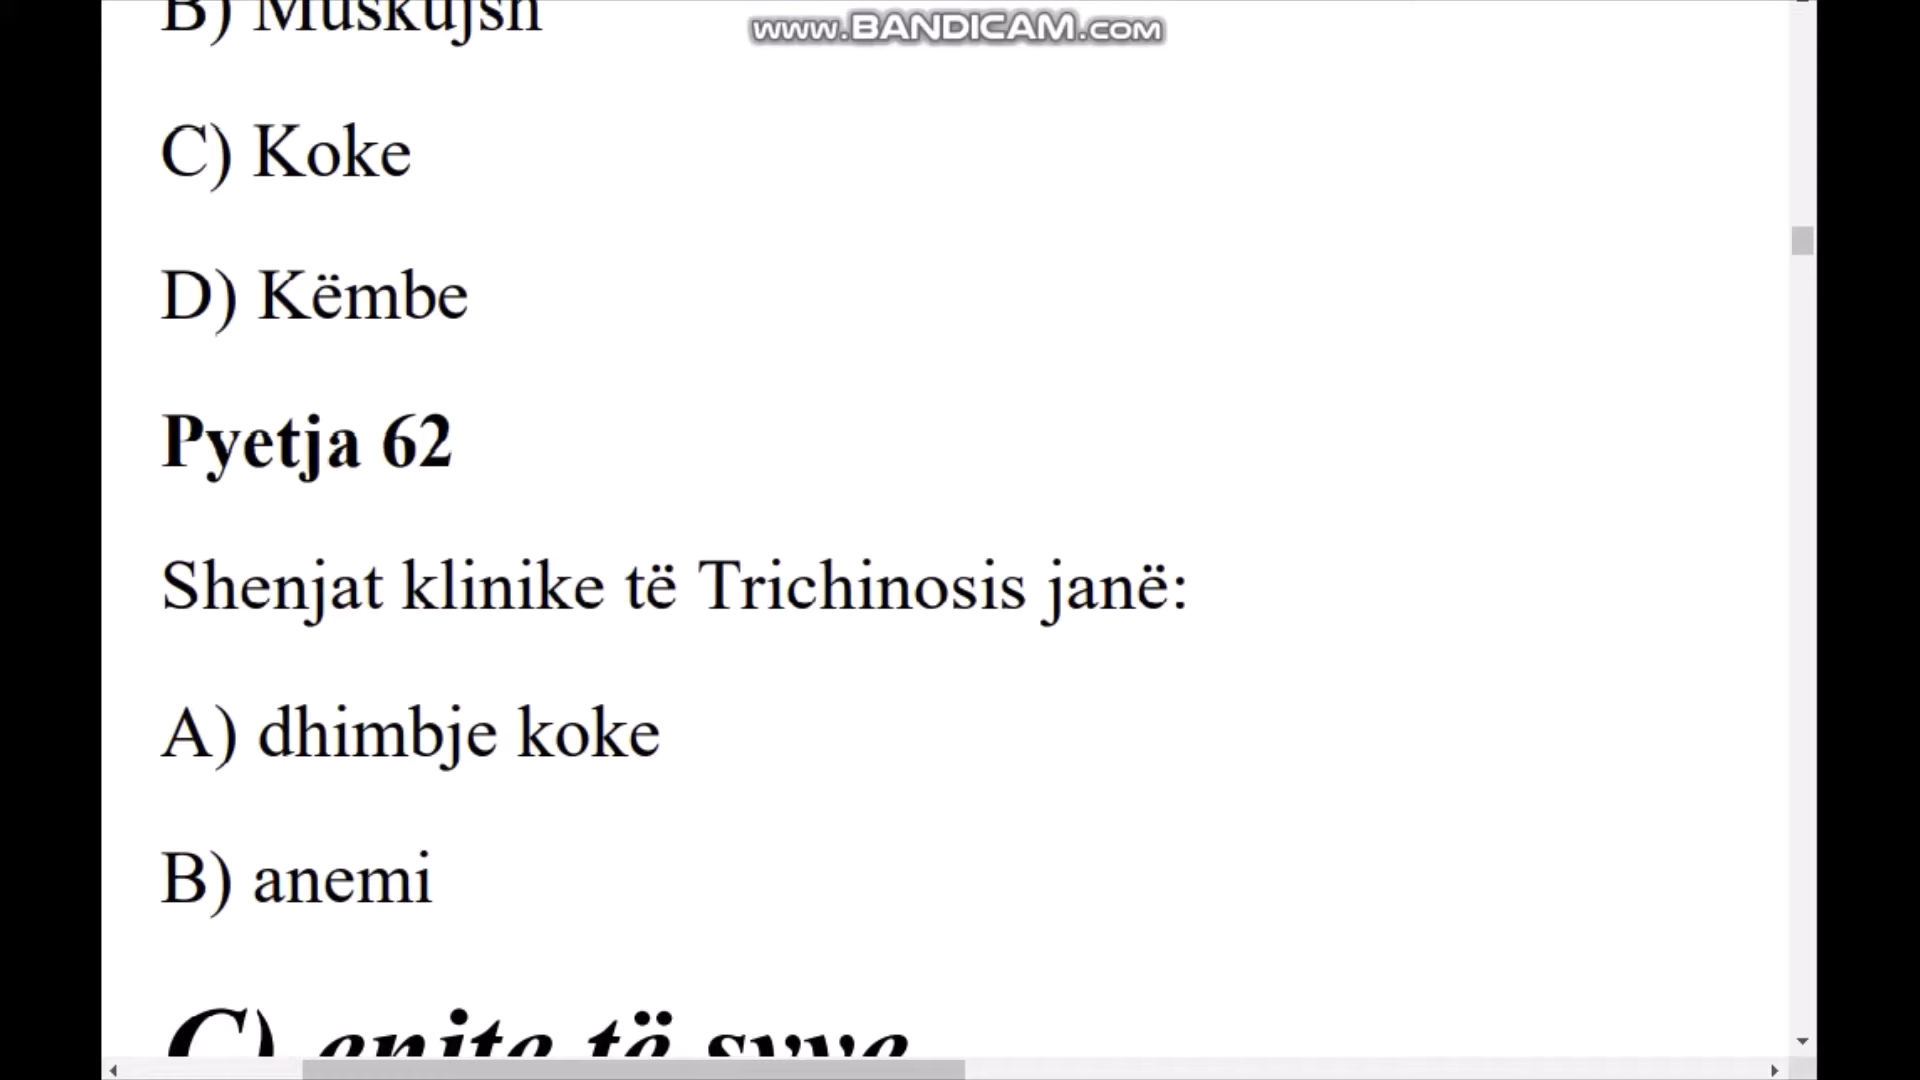 B) Muskujsh
www.BANDICAM.com
C) Koke
D) Këmbe
Pyetja 62
Shenjat klinike të Trichinosis janë:
A) dhimbje koke
B) anemi
C) enjte të syve